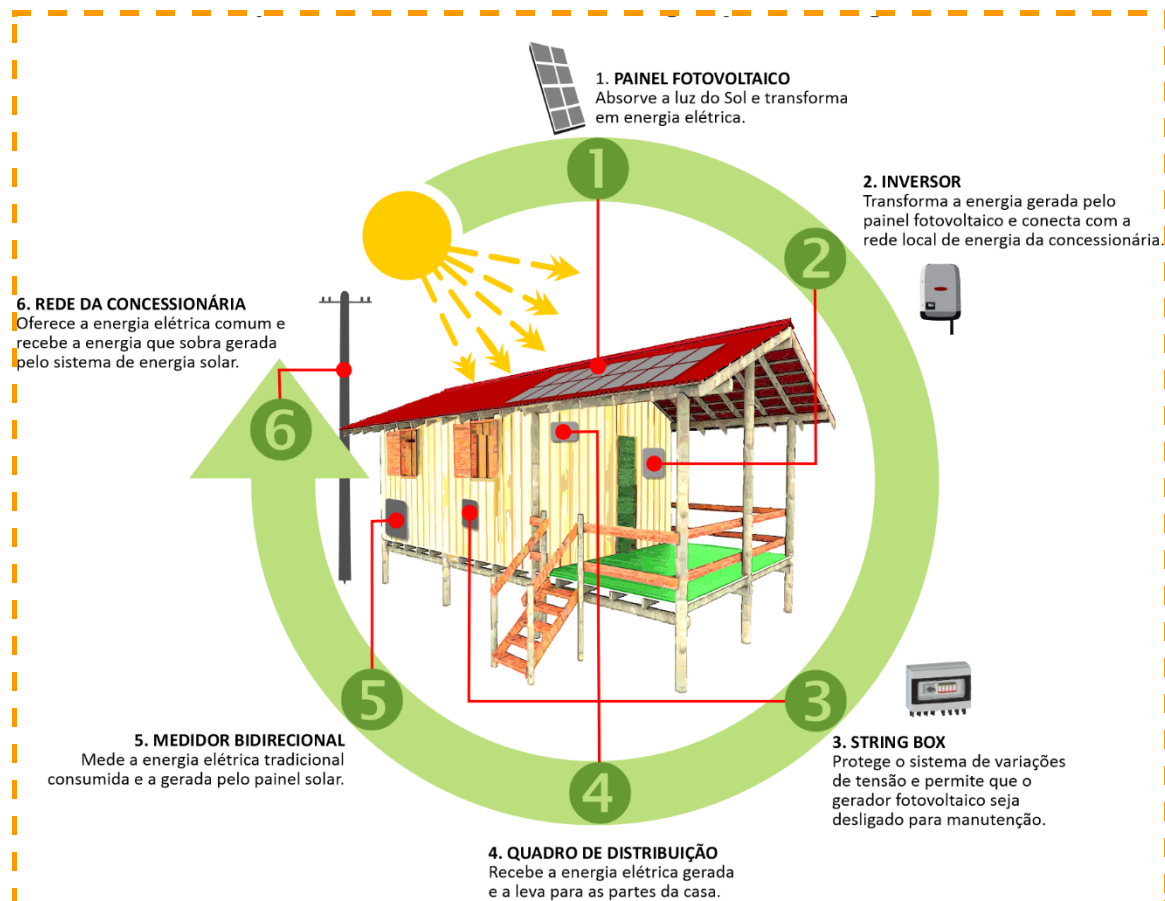 1. PAINEL FOTOVOLTAICO
Absorve a luz do Sol e transforma
em energia elétrica.
1
2. INVERSOR
Transforma a energia gerada pelo
painel fotovoltaico e conecta com a
rede local de energia da concessionária.
2
3
3. STRING BOX
Protege o sistema de variações
de tensão e permite que o
gerador fotovoltaico seja
desligado para manutenção.
4
4. QUADRO DE DISTRIBUIÇÃO
Recebe a energia elétrica gerada
e a leva para as partes da casa.
5
5. MEDIDOR BIDIRECIONAL
Mede a energia elétrica tradicional
consumida e a gerada pelo painel solar.
6. REDE DA CONCESSIONÁRIA
Oferece a energia elétrica comum e
recebe a energia que sobra gerada
pelo sistema de energia solar.
6